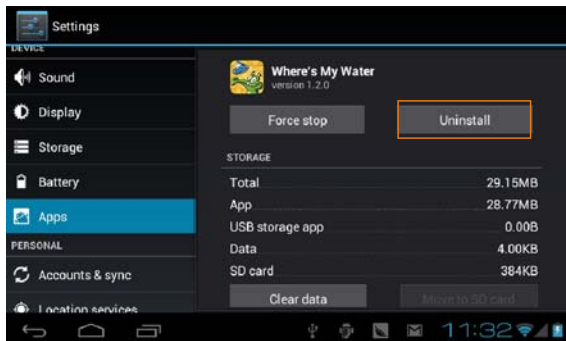 Settings
DEVICE
Sound
Display
Storage
Battery
Apps
PERSONAL
Accounts & sync
Location services
Where's My Water
version 1.2.0
Force stop
Uninstall
STORAGE
Total 29.15MB
App 28.77MB
USB storage app 0.00B
Data 4.00KB
SD card 384KB
Clear data
Move to SD card
11:32